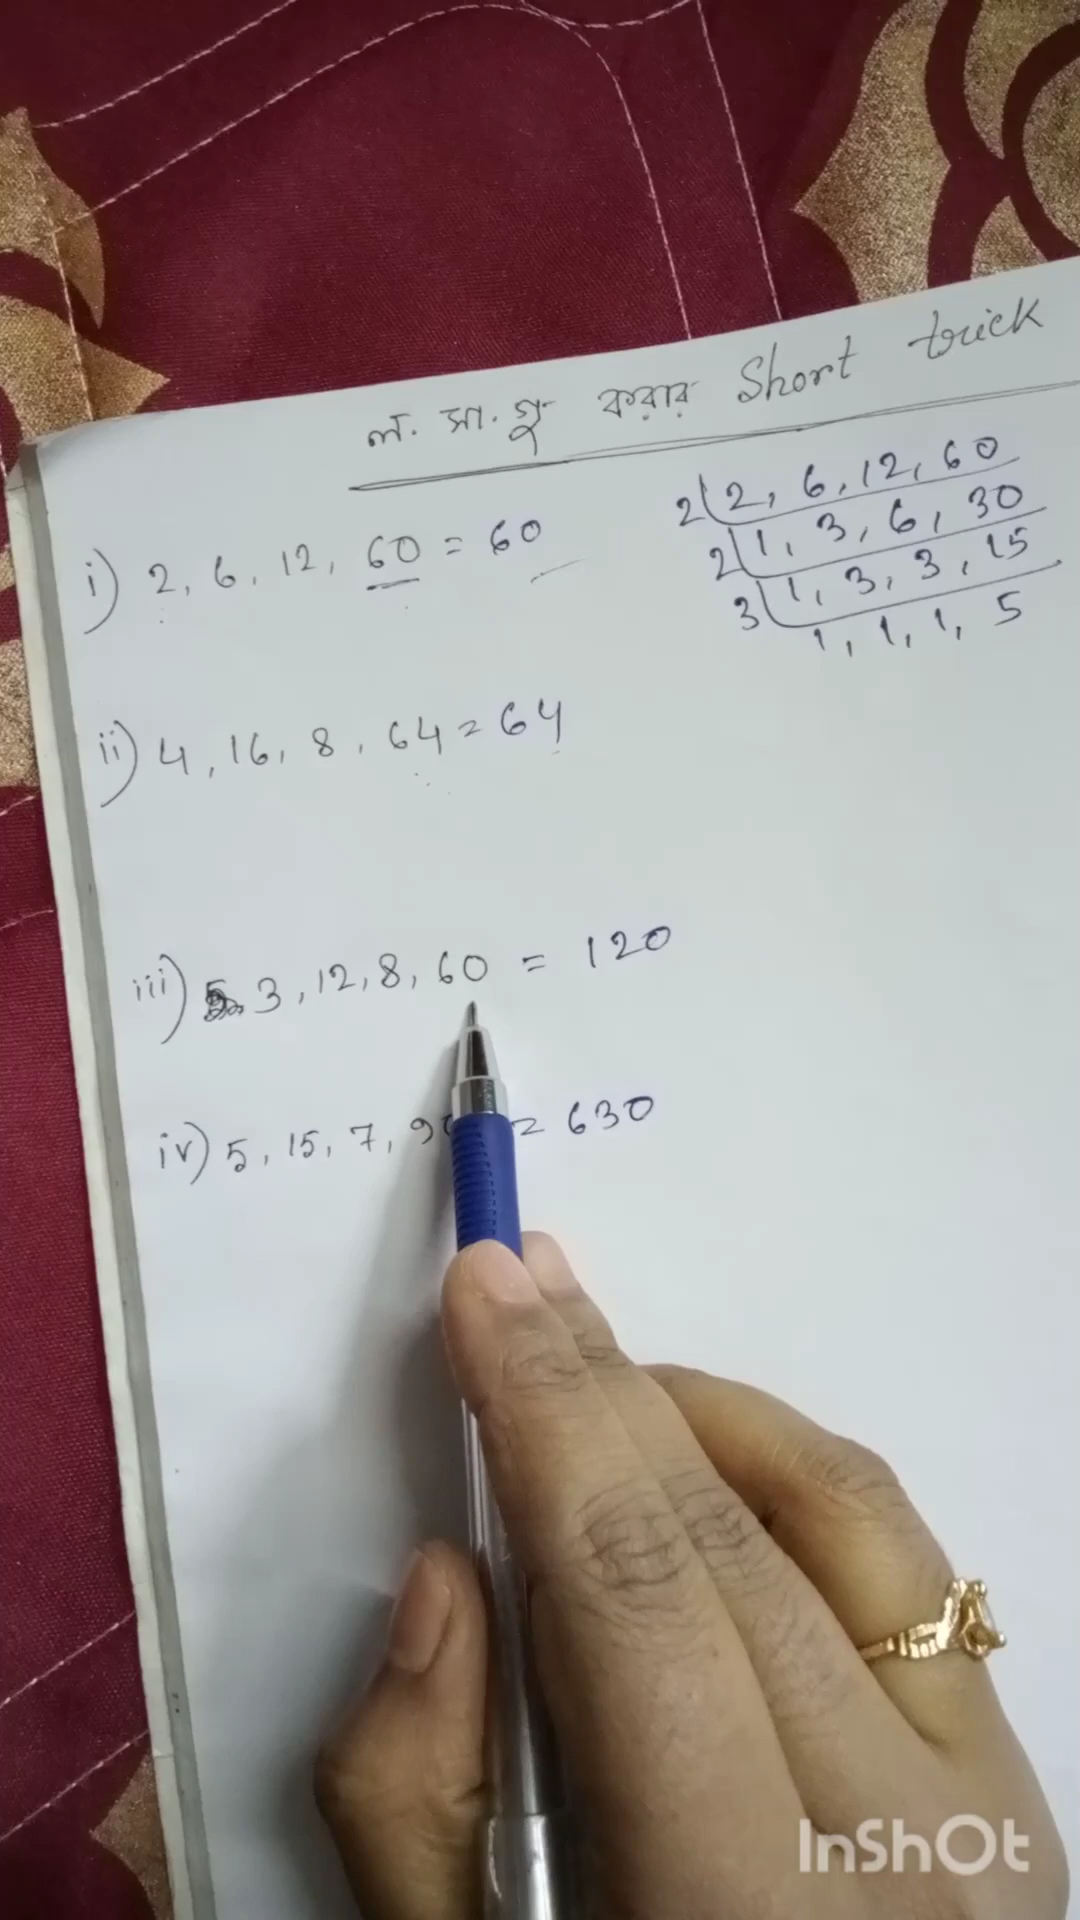 ল. সা. গু করার Short trick
i) 2, 6, 12, 60 = 60
2 | 2, 6, 12, 60
2 | 1, 3, 6, 30
3 | 1, 3, 3, 15
1, 1, 1, 5
ii) 4, 16, 8, 64 = 64
iii) 3, 12, 8, 60 = 120
iv) 5, 15, 7, = 630
InShOt